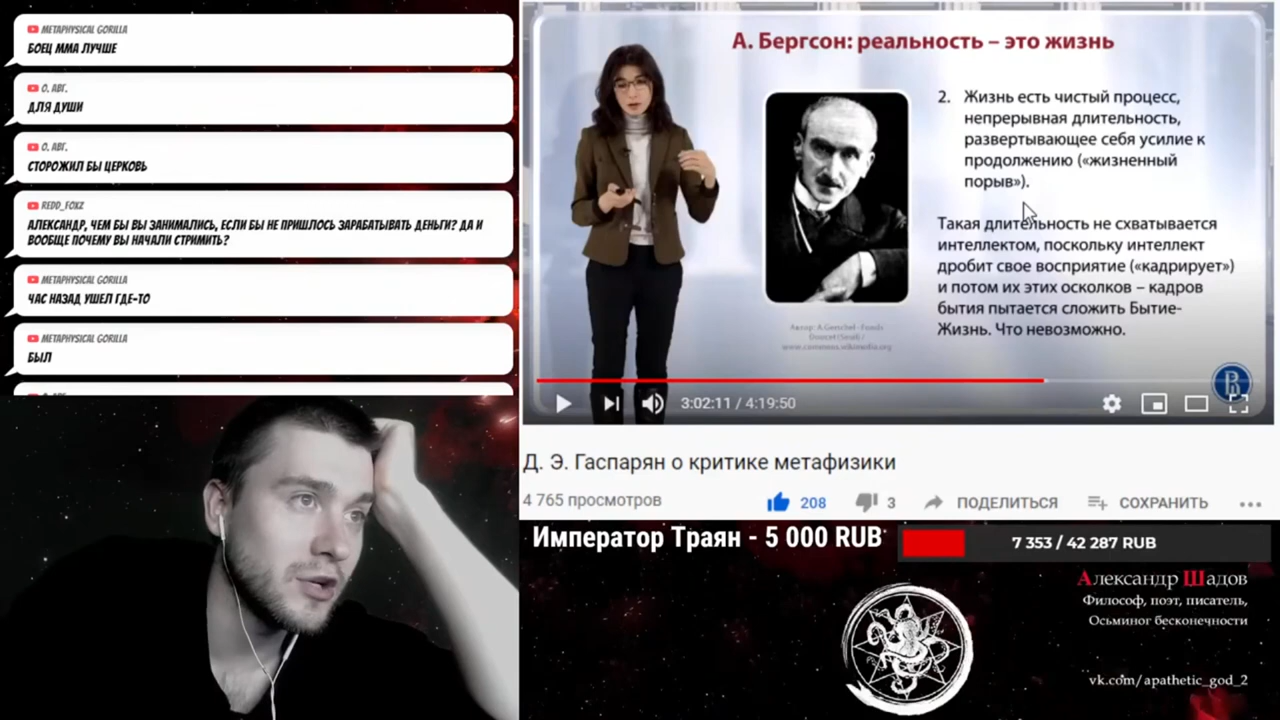 METAPHYSICAL GORILLA
БОЕЦ ММА ЛУЧШЕ
О. АВГ.
ДЛЯ ДУШИ
О. АВГ.
СТОРОЖИЛ БЫ ЦЕРКОВЬ
REDD_FOXZ
АЛЕКСАНДР, ЧЕМ БЫ ВЫ ЗАНИМАЛИСЬ, ЕСЛИ БЫ НЕ ПРИШЛОСЬ ЗАРАБАТЫВАТЬ ДЕНЬГИ? ДА И
ВООБЩЕ ПОЧЕМУ ВЫ НАЧАЛИ СТРИМИТЬ?
METAPHYSICAL GORILLA
ЧАС НАЗАД УШЕЛ ГДЕ-ТО
METAPHYSICAL GORILLA
БЫЛ
А. Бергсон: реальность – это жизнь
2. Жизнь есть чистый процесс,
непрерывная длительность,
развертывающее себя усилие к
продолжению («жизненный
порыв»).
Такая длительность не схватывается
интеллектом, поскольку интеллект
дробит свое восприятие («кадрирует»)
и потом их этих осколков – кадров
бытия пытается сложить Бытие-
Жизнь. Что невозможно.
3:02:11 / 4:19:50
Д. Э. Гаспарян о критике метафизики
4 765 просмотров
208
3
ПОДЕЛИТЬСЯ
СОХРАНИТЬ
Император Траян - 5 000 RUB
7 353 / 42 287 RUB
Александр Шадов
Философ, поэт, писатель,
Осьминог бесконечности
vk.com/apathetic_god_2